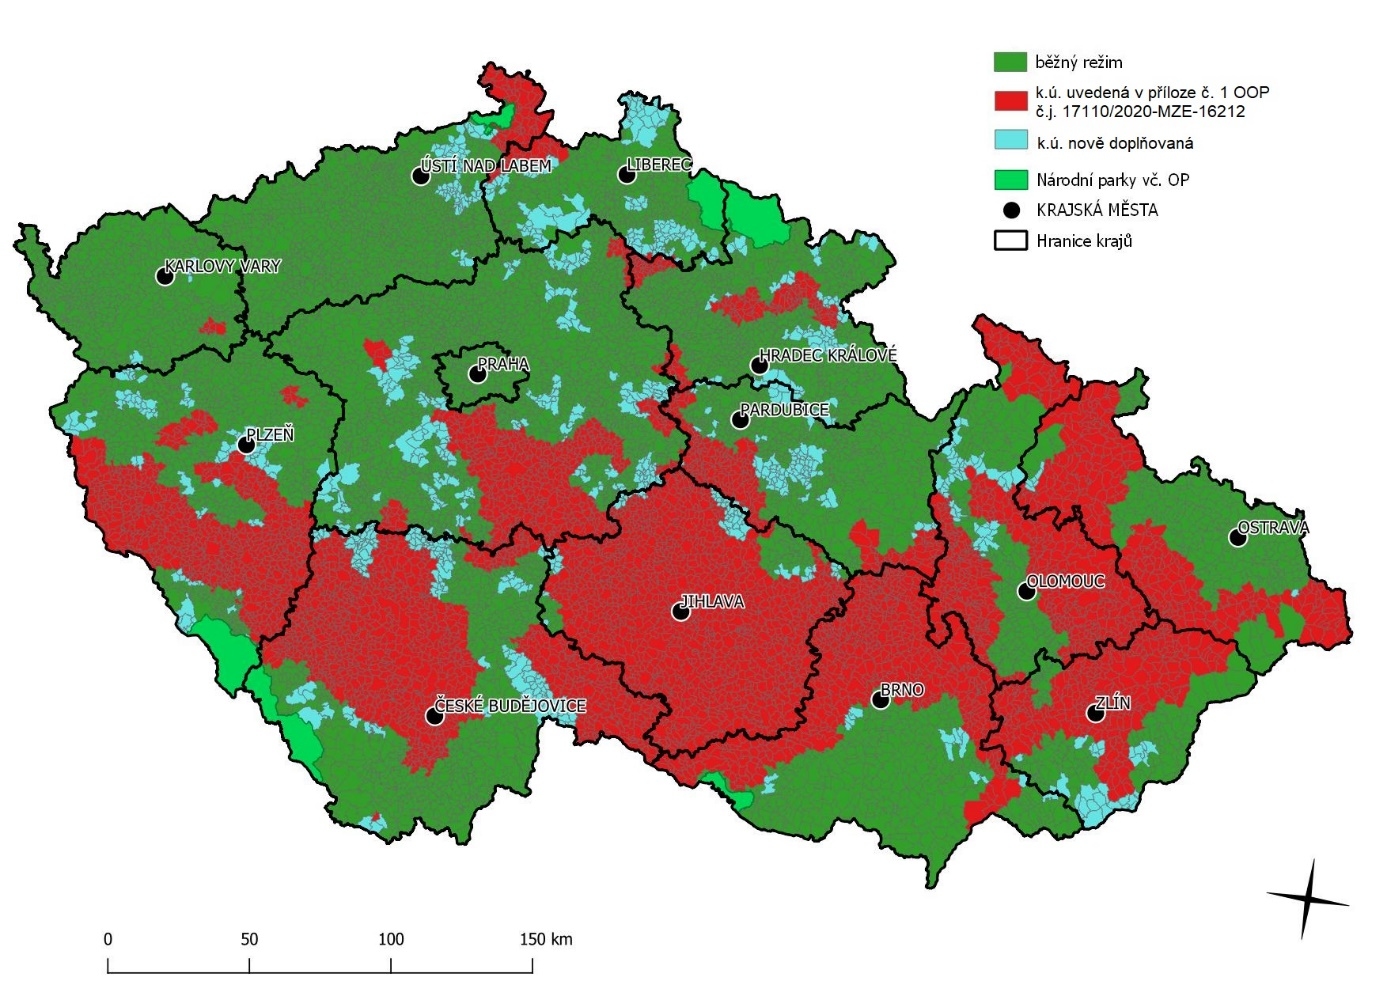 běžný režim
k.ú. uvedená v příloze č. 1 OOP
č.j. 17110/2020-MZE-16212
k.ú. nově doplňovaná
Národní parky vč. OP
KRAJSKÁ MĚSTA
Hranice krajů
ÚSTÍ NAD LABEM
LIBEREC
KARLOVY VARY
PRAHA
HRADEC KRÁLOVÉ
PARDUBICE
PLZEŇ
OSTRAVA
OLOMOUC
JIHLAVA
BRNO
ČESKÉ BUDĚJOVICE
ZLÍN
0 50 100 150 km